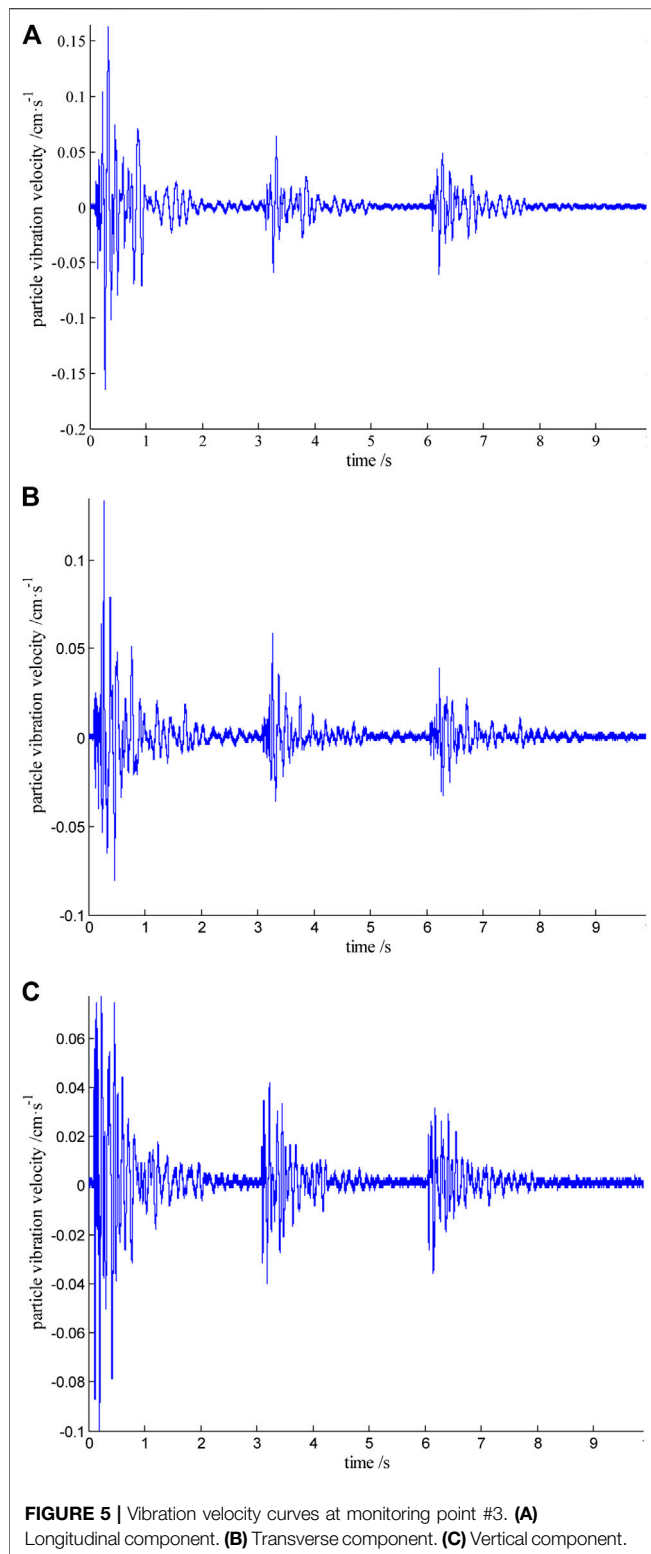 A
0.15
0.1
0.05
0
-0.05
-0.1
-0.15
-0.2
particle vibration velocity /cm·s⁻¹
0 1 2 3 4 5 6 7 8 9
time /s
B
0.1
0.05
0
-0.05
-0.1
particle vibration velocity /cm·s⁻¹
0 1 2 3 4 5 6 7 8 9
time /s
C
0.06
0.04
0.02
0
-0.02
-0.04
-0.06
-0.08
-0.1
particle vibration velocity /cm·s⁻¹
0 1 2 3 4 5 6 7 8 9
time /s
FIGURE 5 | Vibration velocity curves at monitoring point #3. (A)
Longitudinal component. (B) Transverse component. (C) Vertical component.